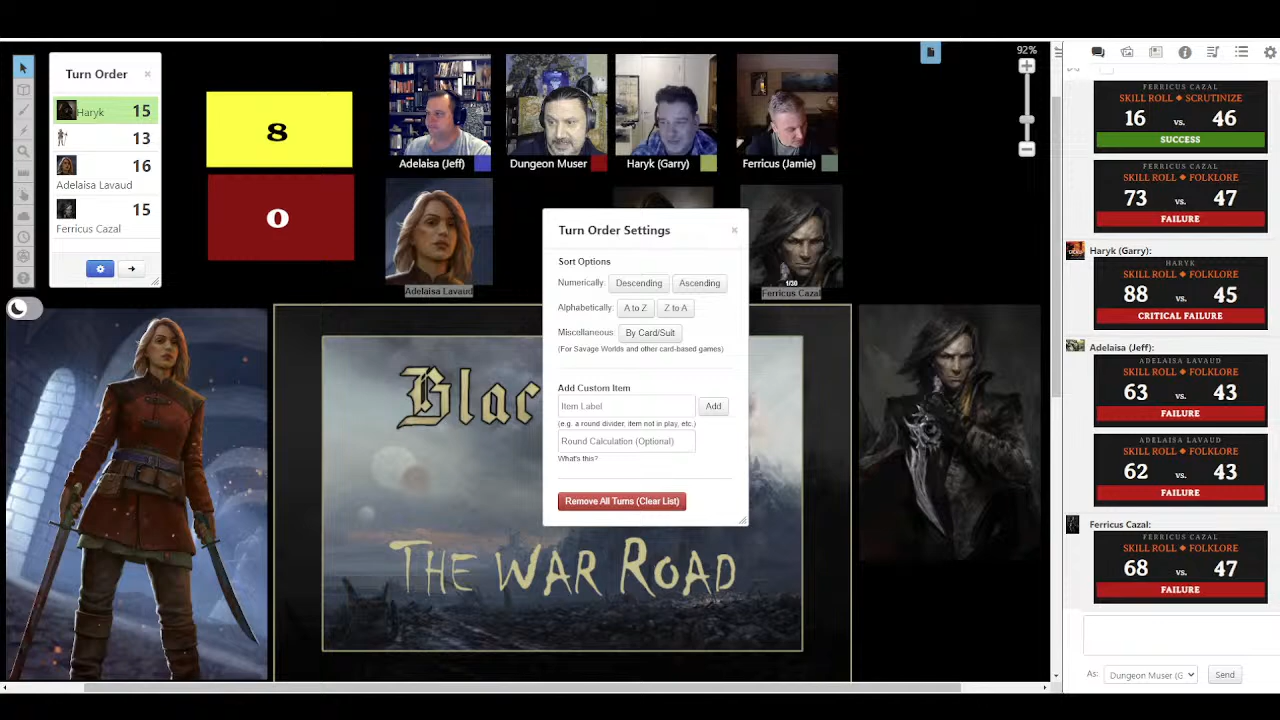 Turn Order
×
Haryk 15
13
16
Adelaisa Lavaud
15
Ferricus Cazal
8
0
Adelaisa (Jeff)
Dungeon Muser
Haryk (Garry)
Ferricus (Jamie)
92%
Adelaisa Lavaud
1/30
Ferricus Cazal
Turn Order Settings
×
Sort Options
Numerically: Descending Ascending
Alphabetically: A to Z Z to A
Miscellaneous: By Card/Suit
(For Savage Worlds and other card-based games)
Add Custom Item
Item Label Add
(e.g. a round divider, item not in play, etc.)
Round Calculation (Optional)
What's this?
Remove All Turns (Clear List)
Blac
The War Road
FERRICUS CAZAL
SKILL ROLL ◆ SCRUTINIZE
16 vs. 46
SUCCESS
FERRICUS CAZAL
SKILL ROLL ◆ FOLKLORE
73 vs. 47
FAILURE
Haryk (Garry):
HARYK
SKILL ROLL ◆ FOLKLORE
88 vs. 45
CRITICAL FAILURE
Adelaisa (Jeff):
ADELAISA LAVAUD
SKILL ROLL ◆ FOLKLORE
63 vs. 43
FAILURE
ADELAISA LAVAUD
SKILL ROLL ◆ FOLKLORE
62 vs. 43
FAILURE
Ferricus Cazal:
FERRICUS CAZAL
SKILL ROLL ◆ FOLKLORE
68 vs. 47
FAILURE
As: Dungeon Muser (G Send